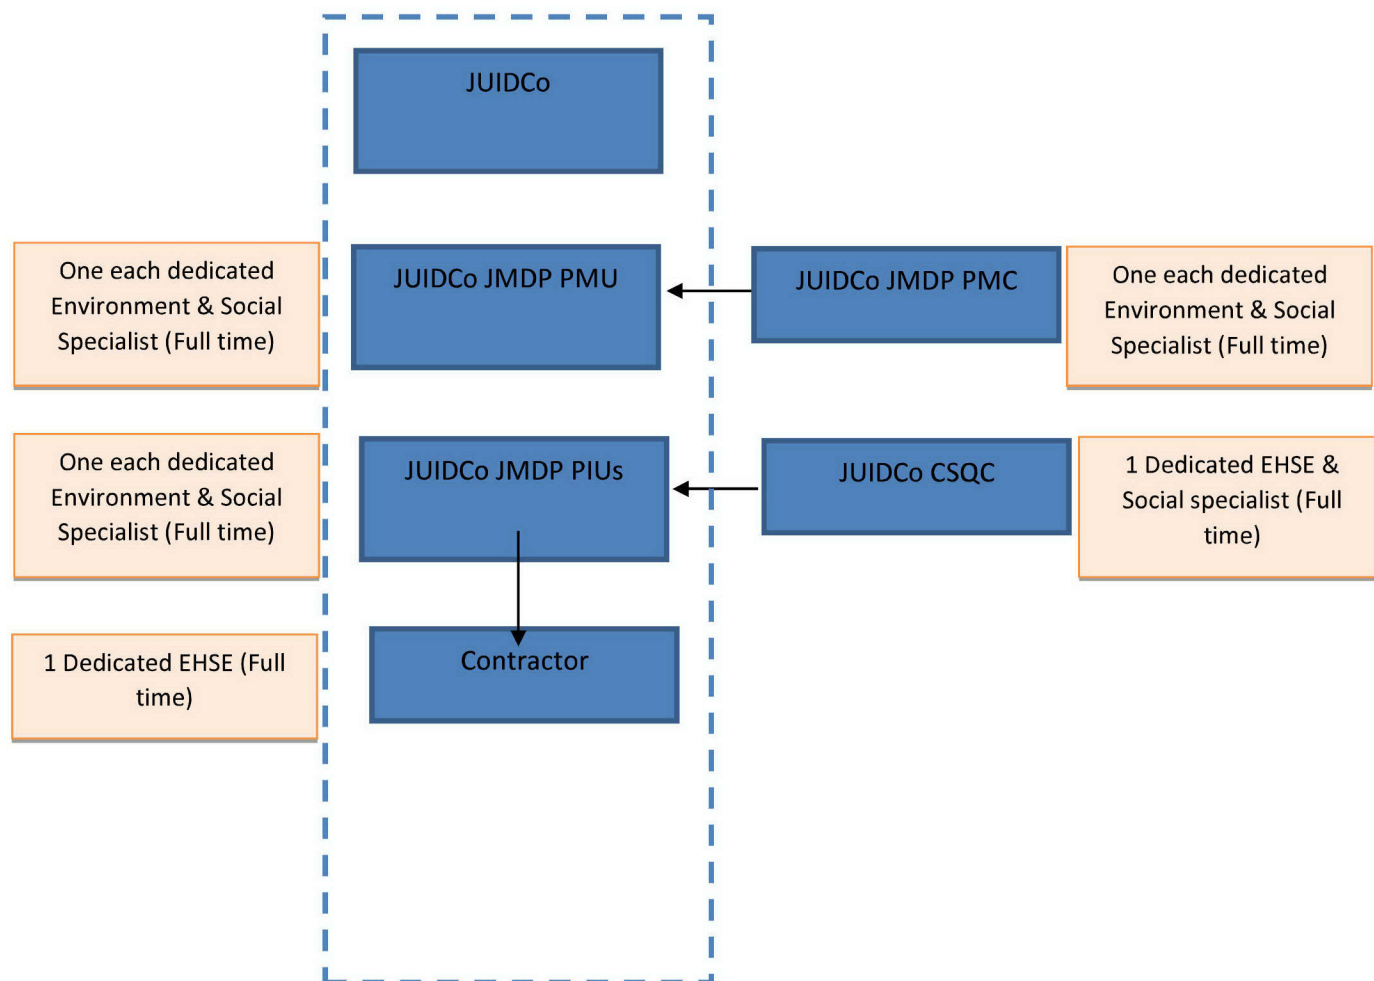 JUIDCo
One each dedicated
Environment & Social
Specialist (Full time)
JUIDCo JMDP PMU
JUIDCo JMDP PMC
One each dedicated
Environment & Social
Specialist (Full time)
One each dedicated
Environment & Social
Specialist (Full time)
JUIDCo JMDP PIUs
JUIDCo CSQC
1 Dedicated EHSE &
Social specialist (Full
time)
1 Dedicated EHSE (Full
time)
Contractor